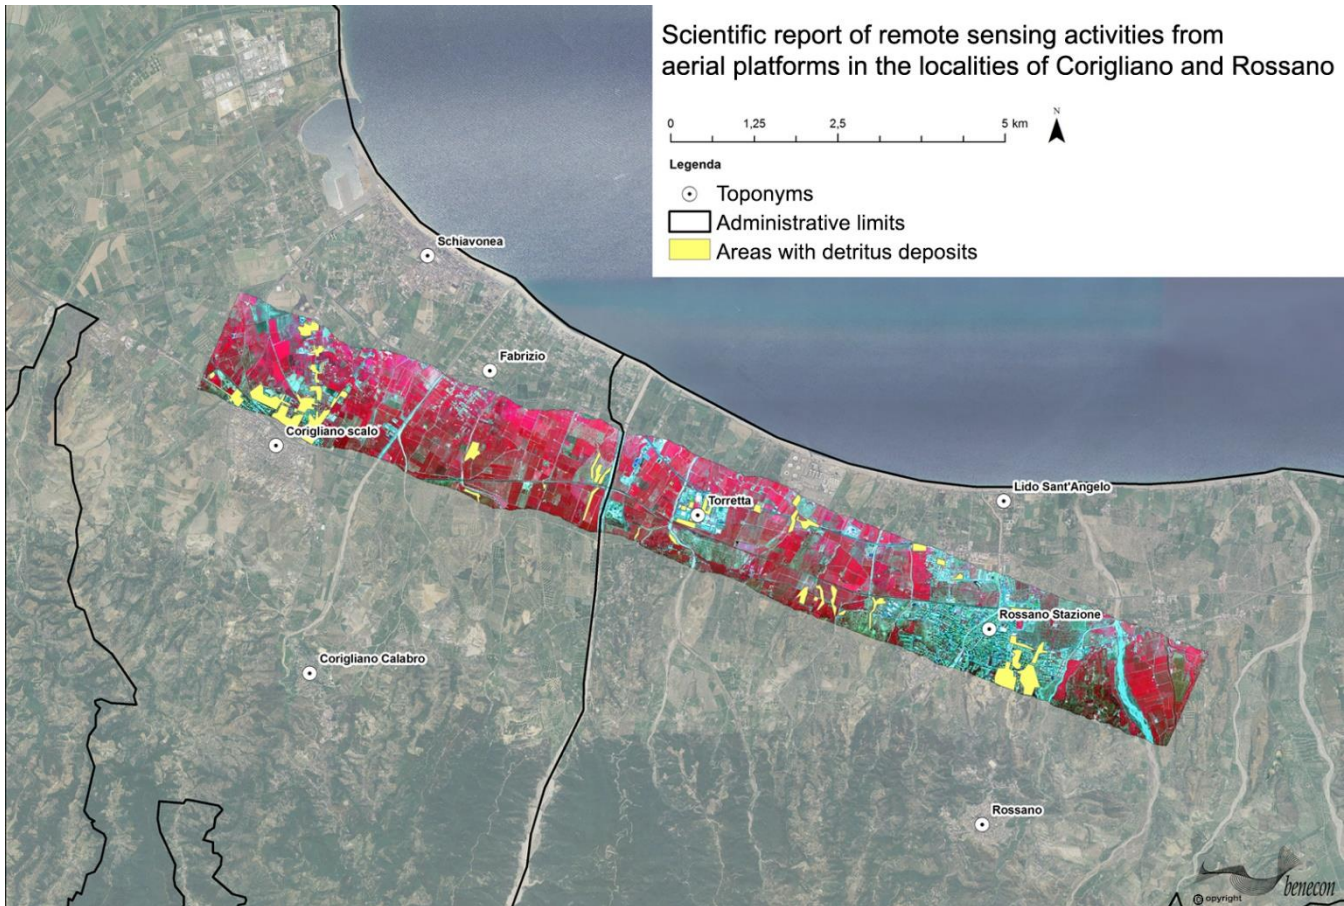 Scientific report of remote sensing activities from
aerial platforms in the localities of Corigliano and Rossano
0 1,25 2,5 5 km
N
Legenda
Toponyms
Administrative limits
Areas with detritus deposits
Schiavonea
Fabrizio
Corigliano scalo
Torretta
Lido Sant'Angelo
Rossano Stazione
Corigliano Calabro
Rossano
benecon
© opyright